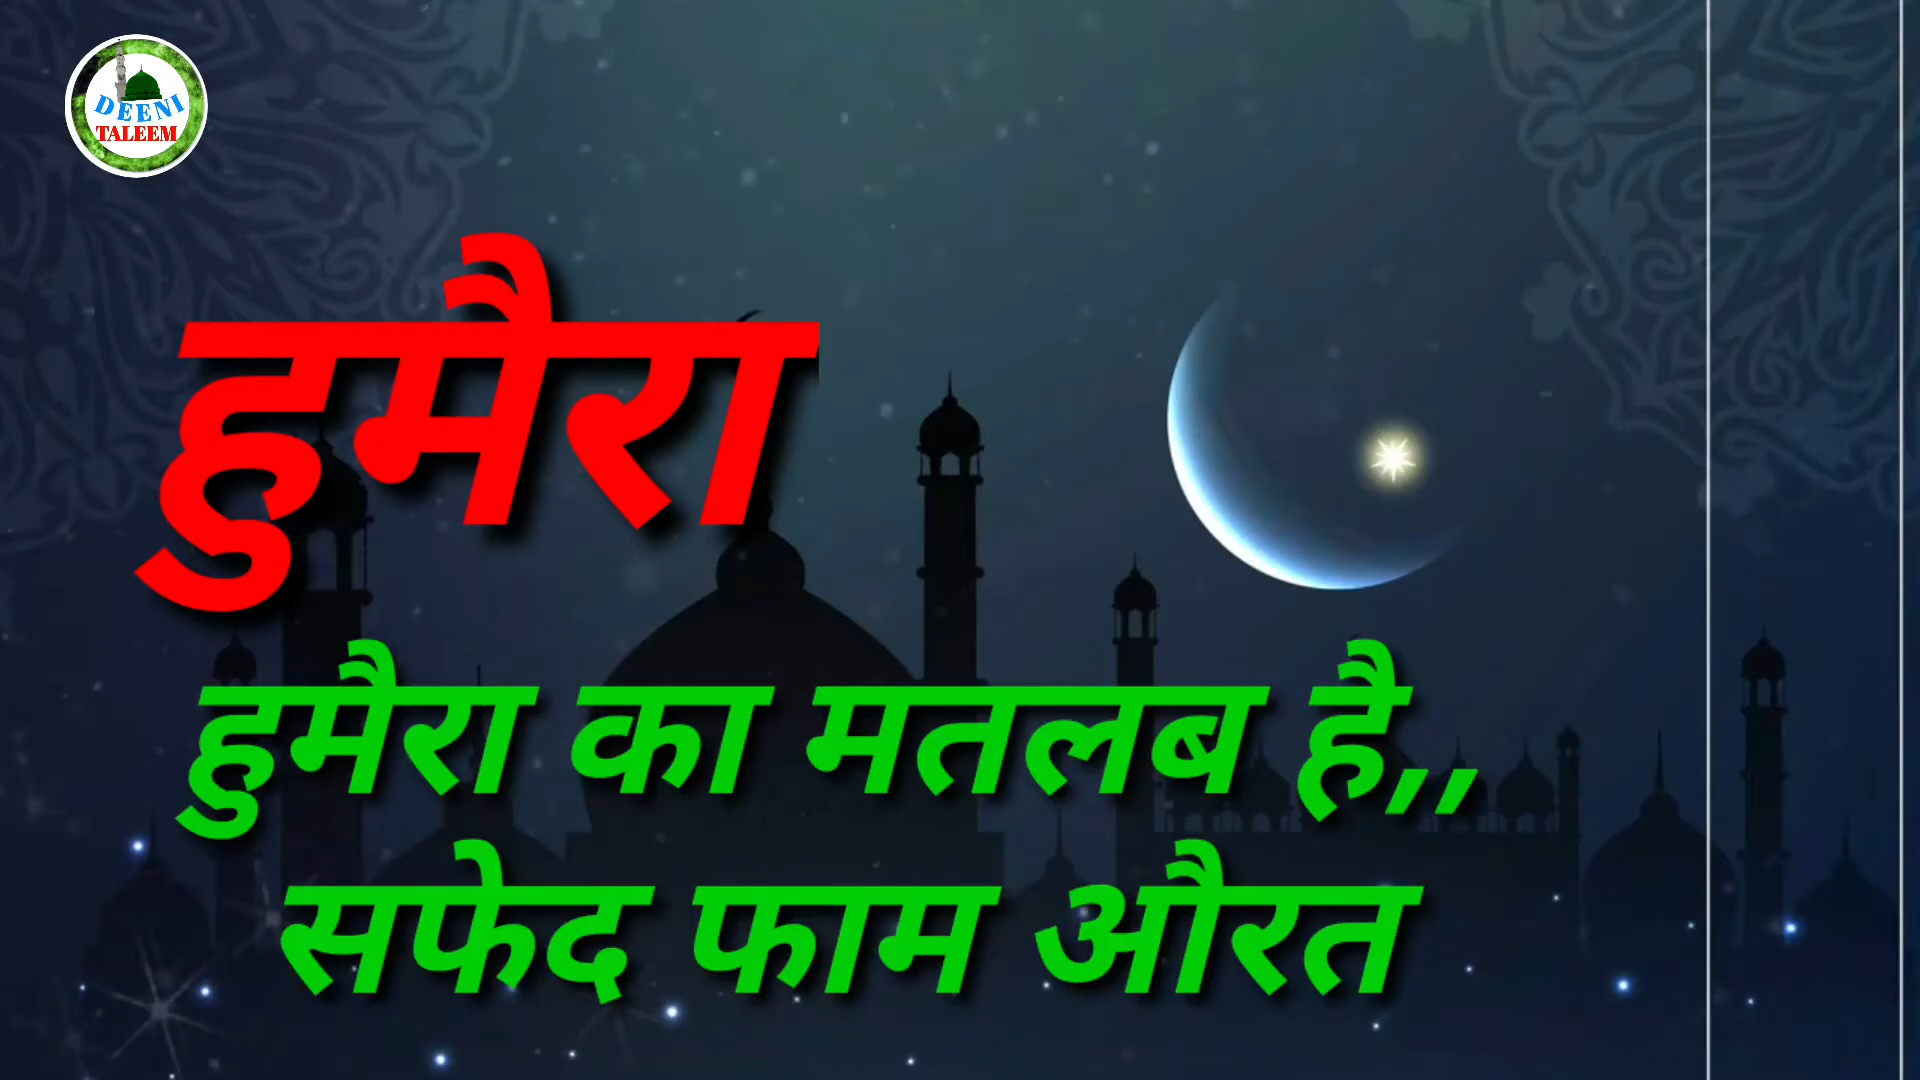 DEENI
TALEEM
हुमैरा
हुमैरा का मतलब है,,
सफेद फाम औरत